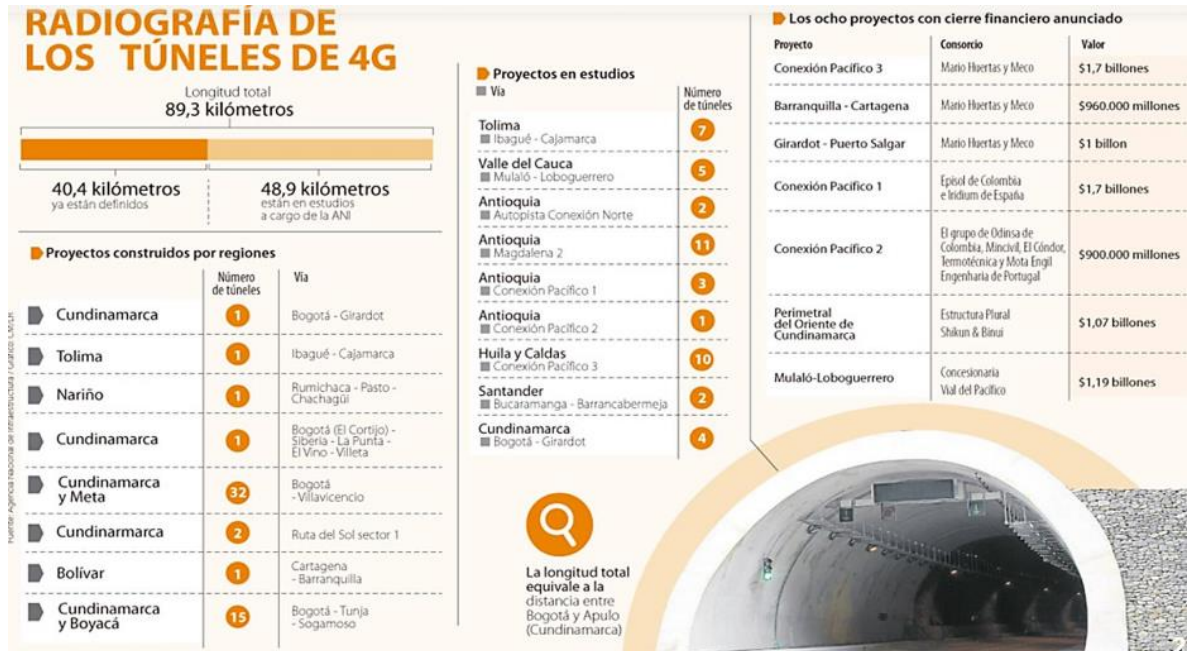 RADIOGRAFÍA DE
LOS TÚNELES DE 4G
Longitud total
89,3 kilómetros
40,4 kilómetros
ya están definidos
48,9 kilómetros
están en estudios
a cargo de la ANI
Proyectos construidos por regiones
Número
de túneles
Vía
Cundinamarca
1
Bogotá - Girardot
Tolima
1
Ibagué - Cajamarca
Nariño
1
Rumichaca - Pasto -
Chachagüí
Cundinamarca
1
Bogotá (El Cortijo) -
Siberia - La Punta -
El Vino - Villeta
Cundinamarca
y Meta
32
Bogotá
- Villavicencio
Cundinarmarca
2
Ruta del Sol sector 1
Bolívar
1
Cartagena
- Barranquilla
Cundinamarca
y Boyacá
15
Bogotá - Tunja
- Sogamoso
Fuente: Agencia Nacional de Infraestructura / Gráfico: CM/LR
Proyectos en estudios
Vía
Número
de túneles
Tolima
Ibagué - Cajamarca
7
Valle del Cauca
Mulaló - Loboguerrero
5
Antioquia
Autopista Conexión Norte
2
Antioquia
Magdalena 2
11
Antioquia
Conexión Pacífico 1
3
Antioquia
Conexión Pacífico 2
1
Huila y Caldas
Conexión Pacífico 3
10
Santander
Bucaramanga - Barrancabermeja
2
Cundinamarca
Bogotá - Girardot
4
La longitud total
equivale a la
distancia entre
Bogotá y Apulo
(Cundinamarca)
Los ocho proyectos con cierre financiero anunciado
Proyecto
Consorcio
Valor
Conexión Pacífico 3
Mario Huertas y Meco
$1,7 billones
Barranquilla - Cartagena
Mario Huertas y Meco
$960.000 millones
Girardot - Puerto Salgar
Mario Huertas y Meco
$1 billon
Conexión Pacífico 1
Episol de Colombia
e Iridium de España
$1,7 billones
Conexión Pacífico 2
El grupo de Odinsa de
Colombia, Mincivil, El Cóndor,
Termotécnica y Mota Engil
Engenharia de Portugal
$900.000 millones
Perimetral
del Oriente de
Cundinamarca
Estructura Plural
Shikun & Binui
$1,07 billones
Mulaló-Loboguerrero
Concesionaria
Vial del Pacífico
$1,19 billones